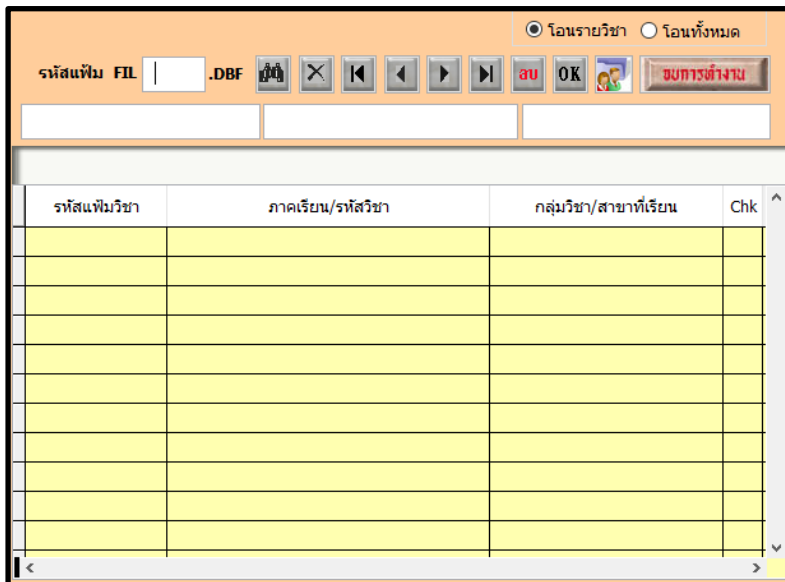 โอนรายวิชา โอนทั้งหมด
รหัสแฟ้ม FIL .DBF ลบ OK จบการทำงาน
รหัสแฟ้มวิชา ภาคเรียน/รหัสวิชา กลุ่มวิชา/สาขาที่เรียน Chk